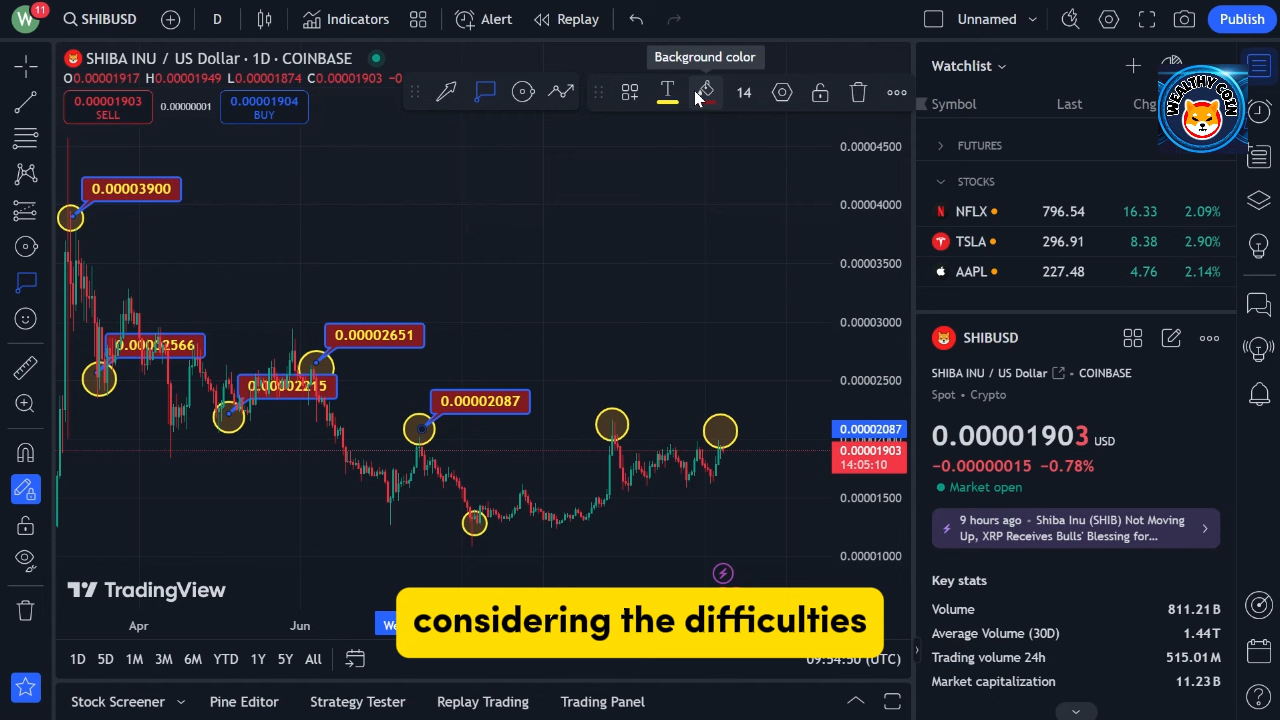 W
11
SHIBUSD
D
Indicators
Alert
Replay
Unnamed
Publish
SHIBA INU / US Dollar · 1D · COINBASE
O0.00001917 H0.00001949 L0.00001874 C0.00001903 −0
Background color
T
14
0.00001903
SELL
0.00000001
0.00001904
BUY
0.00004500
0.00004000
0.00003500
0.00003000
0.00002500
0.00002087
0.00001903
14:05:10
0.00001500
0.00001000
0.00003900
0.00002566
0.00002215
0.00002651
0.00002087
TradingView
considering the difficulties
Apr
Jun
We
1D 5D 1M 3M 6M YTD 1Y 5Y All
09:54:50 (UTC)
Stock Screener
Pine Editor
Strategy Tester
Replay Trading
Trading Panel
Watchlist
WEALTHY COIN
Symbol Last Chg
FUTURES
STOCKS
NFLX 796.54 16.33 2.09%
TSLA 296.91 8.38 2.90%
AAPL 227.48 4.76 2.14%
SHIBUSD
SHIBA INU / US Dollar · COINBASE
Spot · Crypto
0.00001903 USD
−0.00000015 −0.78%
Market open
9 hours ago · Shiba Inu (SHIB) Not Moving
Up, XRP Receives Bulls' Blessing for...
Key stats
Volume 811.21 B
Average Volume (30D) 1.44 T
Trading volume 24h 515.01 M
Market capitalization 11.23 B